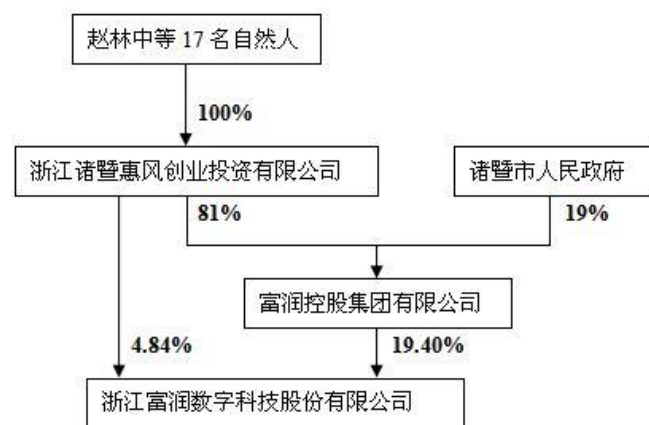 赵林中等 17 名自然人
100%
浙江诸暨惠风创业投资有限公司
诸暨市人民政府
81%
19%
富润控股集团有限公司
4.84%
19.40%
浙江富润数字科技股份有限公司